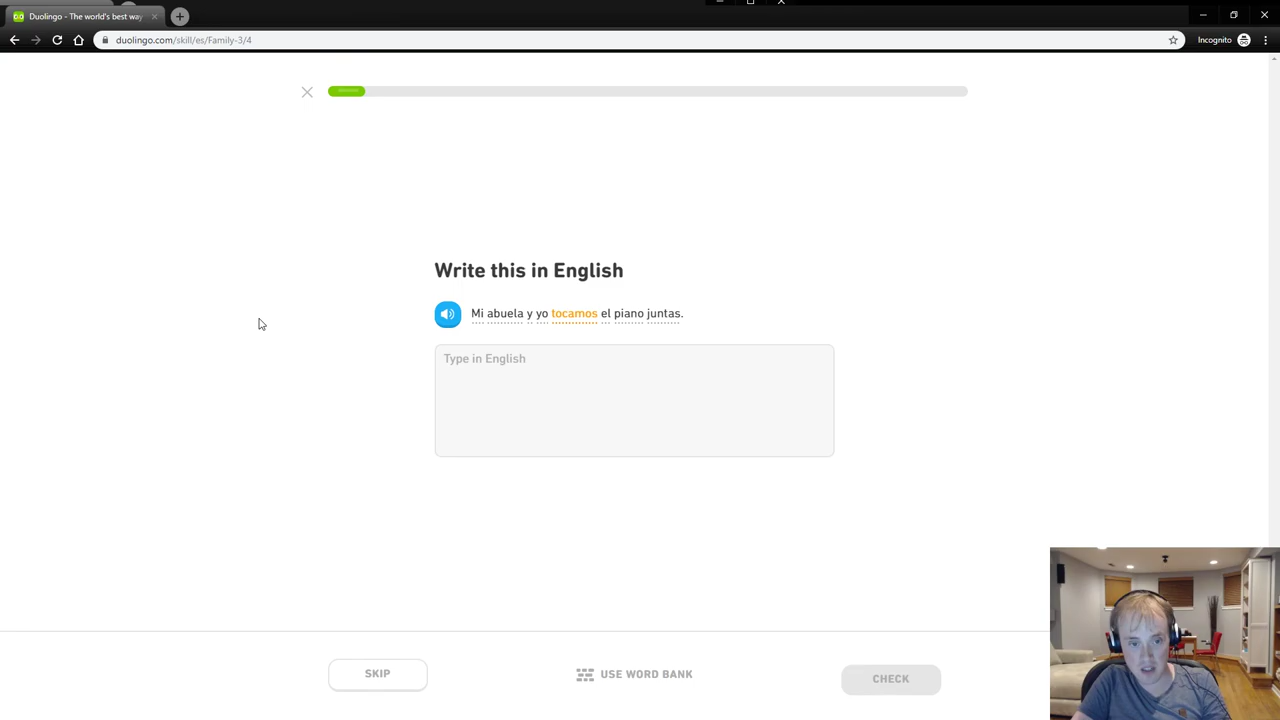 Duolingo - The world's best way
duolingo.com/skill/es/Family-3/4
Incognito
Write this in English
Mi abuela y yo tocamos el piano juntas.
Type in English
SKIP
USE WORD BANK
CHECK